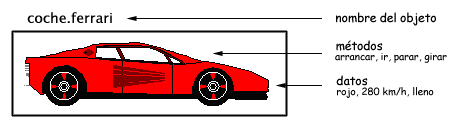 coche.ferrari
nombre del objeto
métodos
arrancar, ir, parar, girar
datos
rojo, 280 km/h, lleno